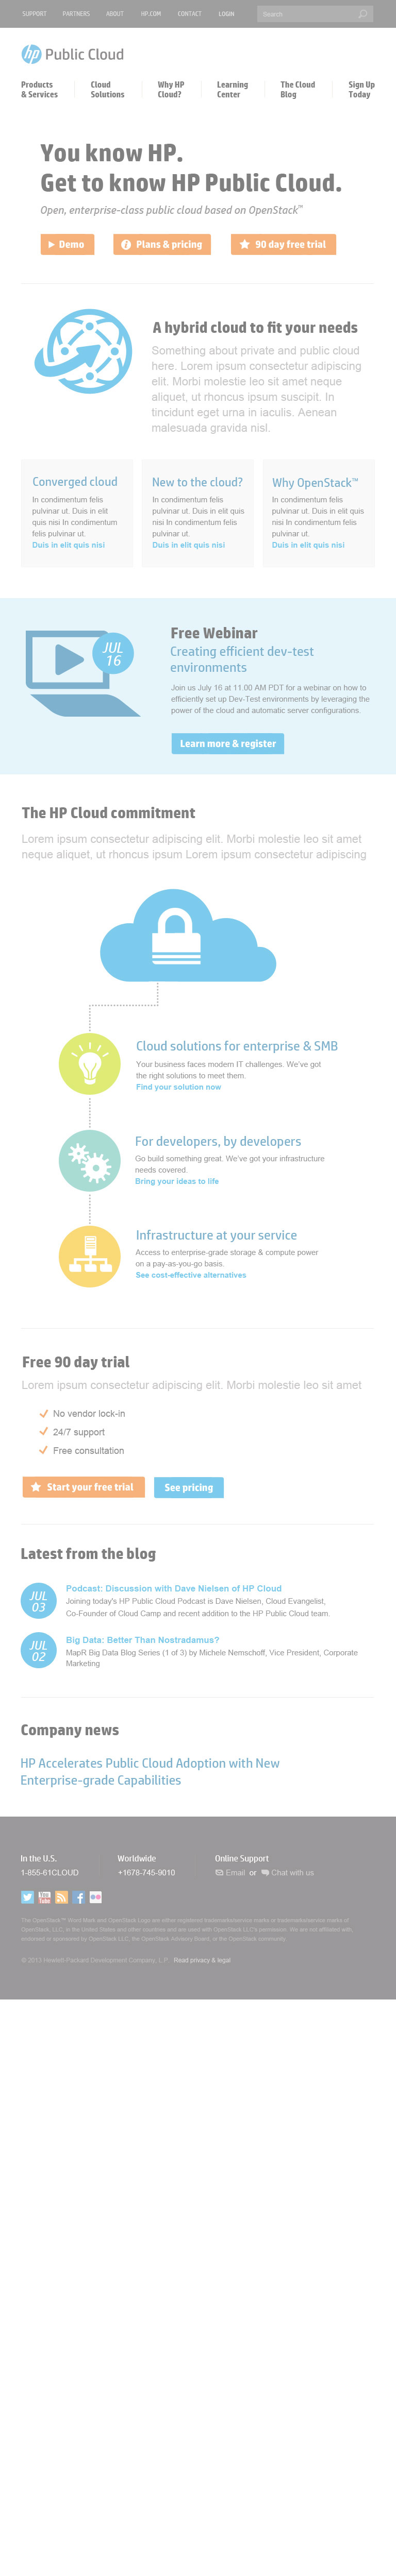 SUPPORT PARTNERS ABOUT HP.COM CONTACT LOGIN Search
hp Public Cloud
Products & Services
Cloud Solutions
Why HP Cloud?
Learning Center
The Cloud Blog
Sign Up Today
You know HP.
Get to know HP Public Cloud.
Open, enterprise-class public cloud based on OpenStack™
Demo
Plans & pricing
90 day free trial
A hybrid cloud to fit your needs
Something about private and public cloud
here. Lorem ipsum consectetur adipiscing
elit. Morbi molestie leo sit amet neque
aliquet, ut rhoncus ipsum suscipit. In
tincidunt eget urna in iaculis. Aenean
malesuada gravida nisl.
Converged cloud
In condimentum felis
pulvinar ut. Duis in elit
quis nisi In condimentum
felis pulvinar ut.
Duis in elit quis nisi
New to the cloud?
In condimentum felis
pulvinar ut. Duis in elit quis
nisi In condimentum felis
pulvinar ut.
Duis in elit quis nisi
Why OpenStack™
In condimentum felis
pulvinar ut. Duis in elit quis
nisi In condimentum felis
pulvinar ut.
Duis in elit quis nisi
JUL
16
Free Webinar
Creating efficient dev-test
environments
Join us July 16 at 11.00 AM PDT for a webinar on how to
efficiently set up Dev-Test environments by leveraging the
power of the cloud and automatic server configurations.
Learn more & register
The HP Cloud commitment
Lorem ipsum consectetur adipiscing elit. Morbi molestie leo sit amet
neque aliquet, ut rhoncus ipsum Lorem ipsum consectetur adipiscing
Cloud solutions for enterprise & SMB
Your business faces modern IT challenges. We've got
the right solutions to meet them.
Find your solution now
For developers, by developers
Go build something great. We've got your infrastructure
needs covered.
Bring your ideas to life
Infrastructure at your service
Access to enterprise-grade storage & compute power
on a pay-as-you-go basis.
See cost-effective alternatives
Free 90 day trial
Lorem ipsum consectetur adipiscing elit. Morbi molestie leo sit amet
No vendor lock-in
24/7 support
Free consultation
Start your free trial
See pricing
Latest from the blog
JUL
03
Podcast: Discussion with Dave Nielsen of HP Cloud
Joining today's HP Public Cloud Podcast is Dave Nielsen, Cloud Evangelist,
Co-Founder of Cloud Camp and recent addition to the HP Public Cloud team.
JUL
02
Big Data: Better Than Nostradamus?
MapR Big Data Blog Series (1 of 3) by Michele Nemschoff, Vice President, Corporate
Marketing
Company news
HP Accelerates Public Cloud Adoption with New
Enterprise-grade Capabilities
In the U.S.
1-855-61CLOUD
Worldwide
+1678-745-9010
Online Support
Email or Chat with us
You Tube
The OpenStack™ Word Mark and OpenStack Logo are either registered trademarks/service marks or trademarks/service marks of
OpenStack, LLC, in the United States and other countries and are used with OpenStack LLC's permission. We are not affiliated with,
endorsed or sponsored by OpenStack LLC, the OpenStack Advisory Board, or the OpenStack community.
© 2013 Hewlett-Packard Development Company, L.P. Read privacy & legal